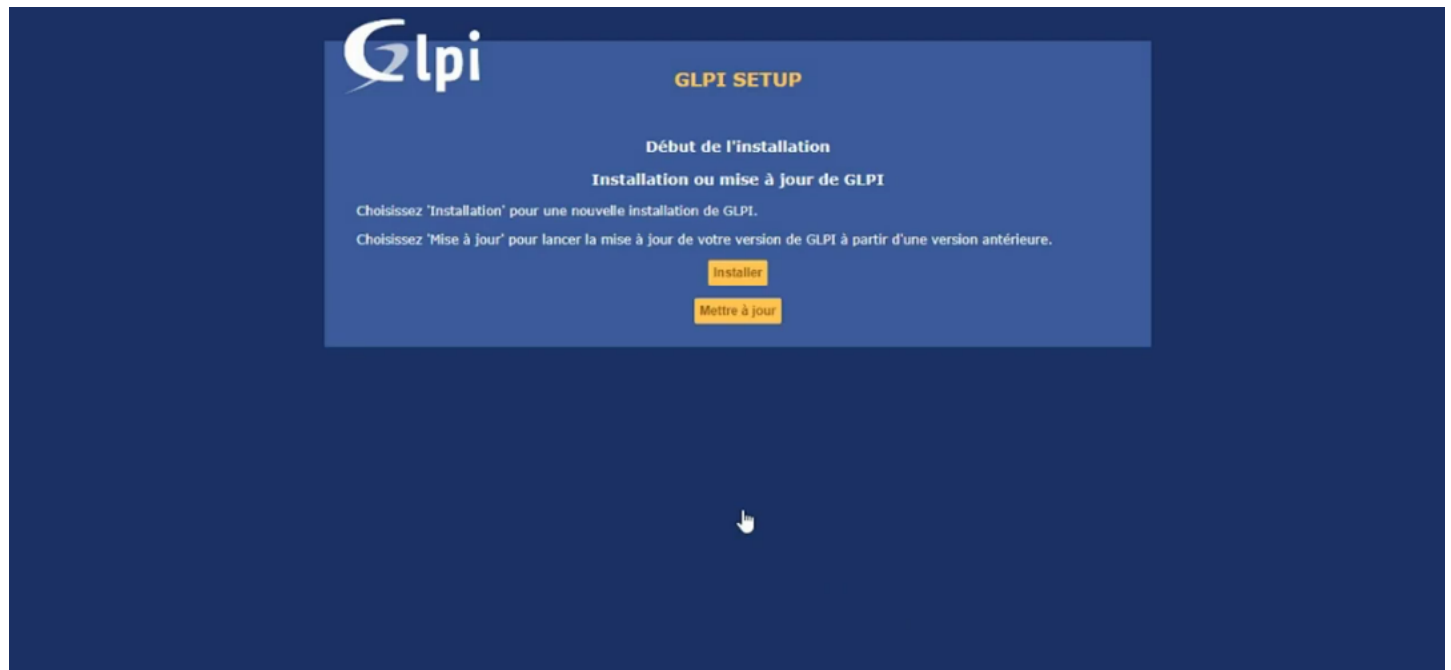 Glpi
GLPI SETUP
Début de l'installation
Installation ou mise à jour de GLPI
Choisissez 'Installation' pour une nouvelle installation de GLPI.
Choisissez 'Mise à jour' pour lancer la mise à jour de votre version de GLPI à partir d'une version antérieure.
Installer
Mettre à jour